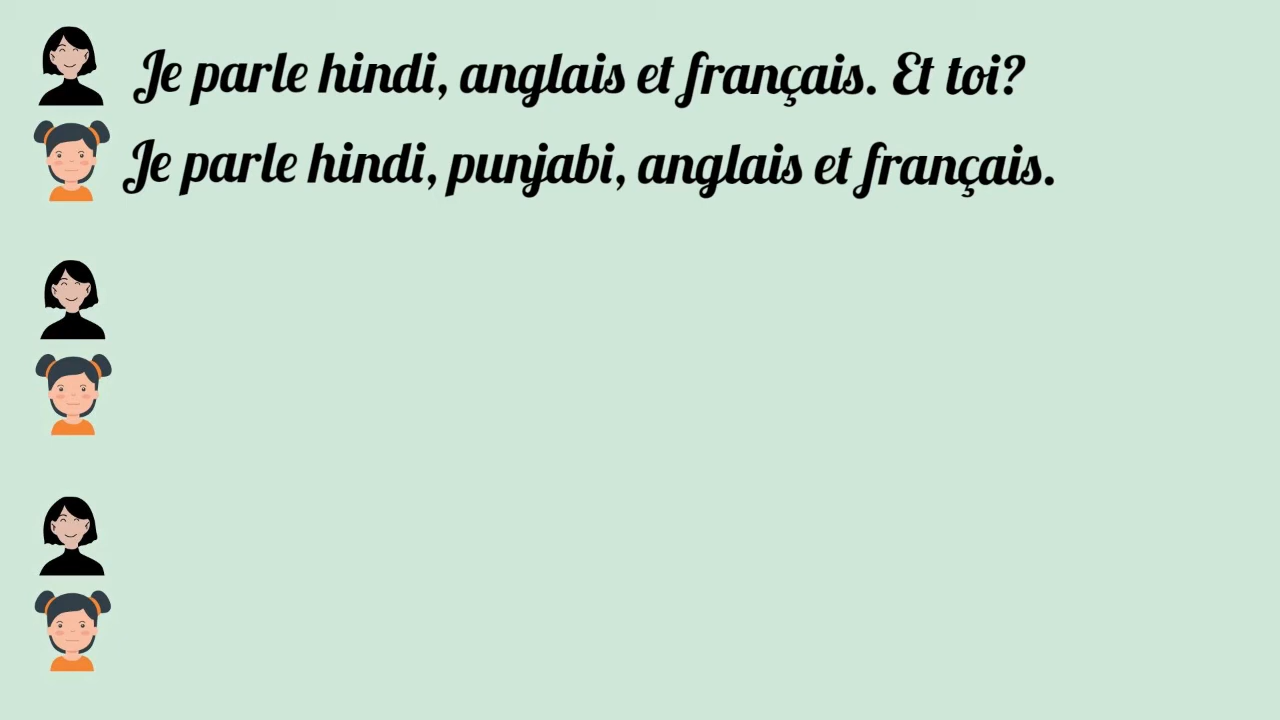 Je parle hindi, anglais et français. Et toi?
Je parle hindi, punjabi, anglais et français.